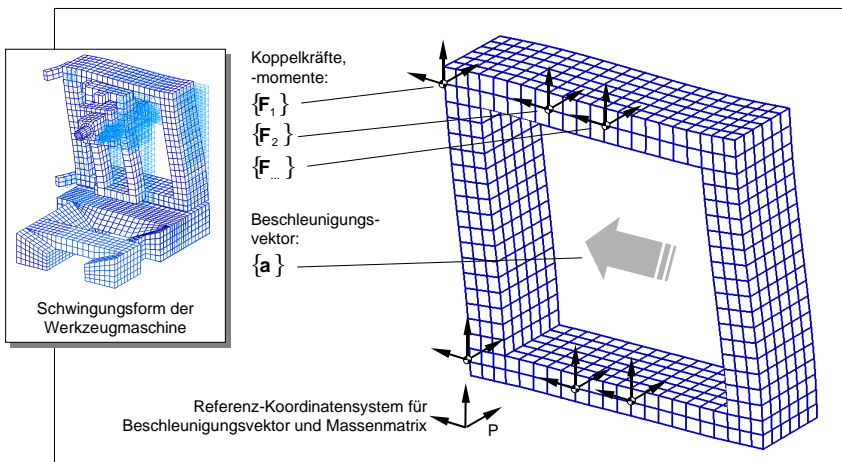 Koppelkräfte,
-momente:
{F₁}
{F₂}
{F...}
Beschleunigungs-
vektor:
{a}
Schwingungsform der
Werkzeugmaschine
Referenz-Koordinatensystem für
Beschleunigungsvektor und Massenmatrix
P